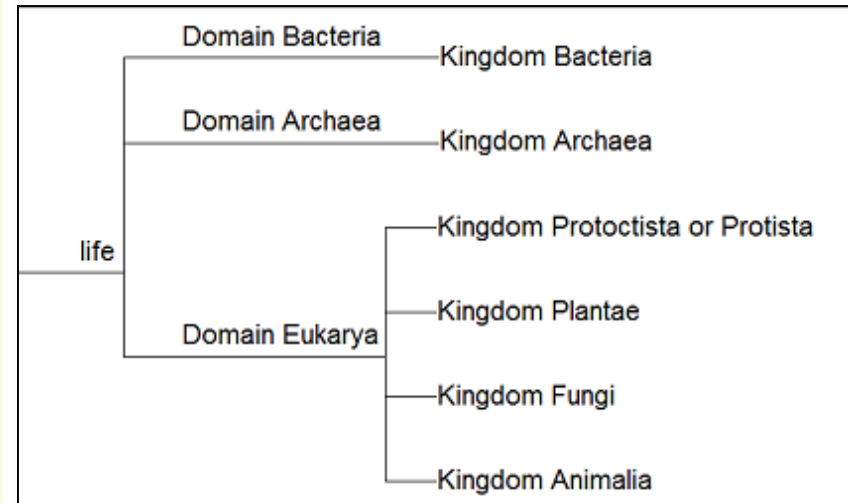 Domain Bacteria
Kingdom Bacteria
Domain Archaea
Kingdom Archaea
Kingdom Protoctista or Protista
life
Kingdom Plantae
Domain Eukarya
Kingdom Fungi
Kingdom Animalia